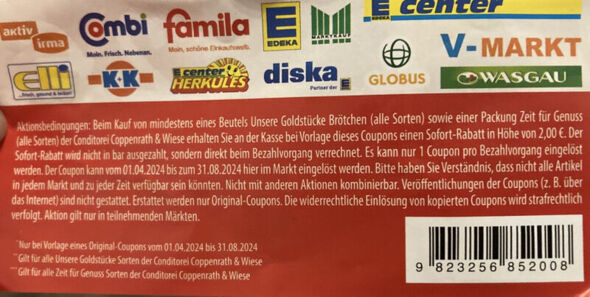 aktiv irma
Combi
Moin. Frisch. Nebenan.
famila
Moin, schöne Einkaufswelt.
E EDEKA
MARKTKAUF
E center
elli
...frisch, gesund & lecker!
K+K
E center HERKULES
diska
Partner der E
GLOBUS
V-MARKT
WASGAU
Aktionsbedingungen: Beim Kauf von mindestens eines Beutels Unsere Goldstücke Brötchen (alle Sorten) sowie einer Packung Zeit für Genuss
(alle Sorten) der Conditorei Coppenrath & Wiese erhalten Sie an der Kasse bei Vorlage dieses Coupons einen Sofort-Rabatt in Höhe von 2,00 €. Der
Sofort-Rabatt wird nicht in bar ausgezahlt, sondern direkt beim Bezahlvorgang verrechnet. Es kann nur 1 Coupon pro Bezahlvorgang eingelöst
werden. Der Coupon kann vom 01.04.2024 bis zum 31.08.2024 hier im Markt eingelöst werden. Bitte haben Sie Verständnis, dass nicht alle Artikel
in jedem Markt und zu jeder Zeit verfügbar sein könnten. Nicht mit anderen Aktionen kombinierbar. Veröffentlichungen der Coupons (z. B. über
das Internet) sind nicht gestattet. Erstattet werden nur Original-Coupons. Die widerrechtliche Einlösung von kopierten Coupons wird strafrechtlich
verfolgt. Aktion gilt nur in teilnehmenden Märkten.
*Nur bei Vorlage eines Original-Coupons vom 01.04.2024 bis 31.08.2024
**Gilt für alle Unsere Goldstücke Sorten der Conditorei Coppenrath & Wiese
***Gilt für alle Zeit für Genuss Sorten der Conditorei Coppenrath & Wiese
9 823256 852008